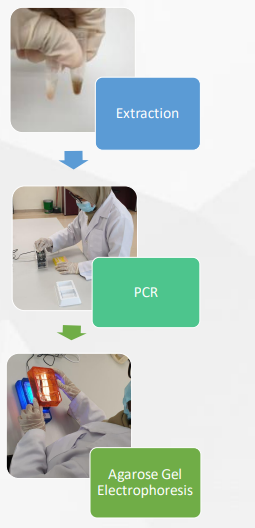 Extraction
PCR
Agarose Gel
Electrophoresis